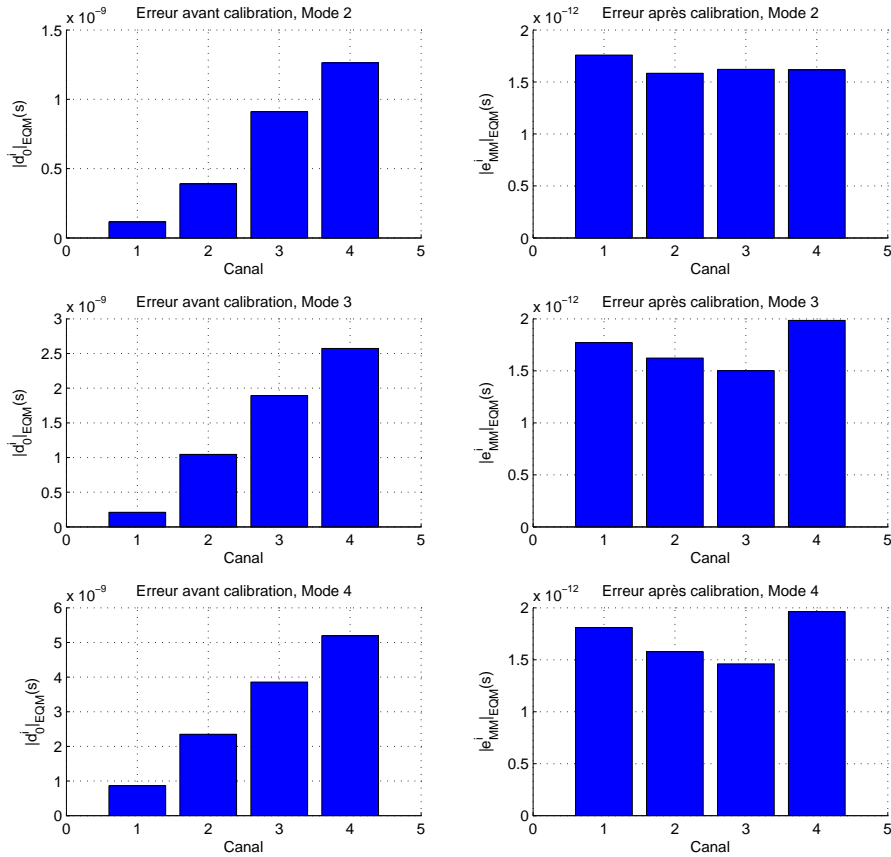 Erreur avant calibration, Mode 2
x 10⁻⁹
|d₀ⁱ|EQM(s)
1.5
1
0.5
0
0 1 2 3 4 5
Canal
Erreur après calibration, Mode 2
x 10⁻¹²
|eⁱMM|EQM(s)
2
1.5
1
0.5
0
0 1 2 3 4 5
Canal
Erreur avant calibration, Mode 3
x 10⁻⁹
|d₀ⁱ|EQM(s)
3
2.5
2
1.5
1
0.5
0
0 1 2 3 4 5
Canal
Erreur après calibration, Mode 3
x 10⁻¹²
|eⁱMM|EQM(s)
2
1.5
1
0.5
0
0 1 2 3 4 5
Canal
Erreur avant calibration, Mode 4
x 10⁻⁹
|d₀ⁱ|EQM(s)
6
5
4
3
2
1
0
0 1 2 3 4 5
Canal
Erreur après calibration, Mode 4
x 10⁻¹²
|eⁱMM|EQM(s)
2
1.5
1
0.5
0
0 1 2 3 4 5
Canal